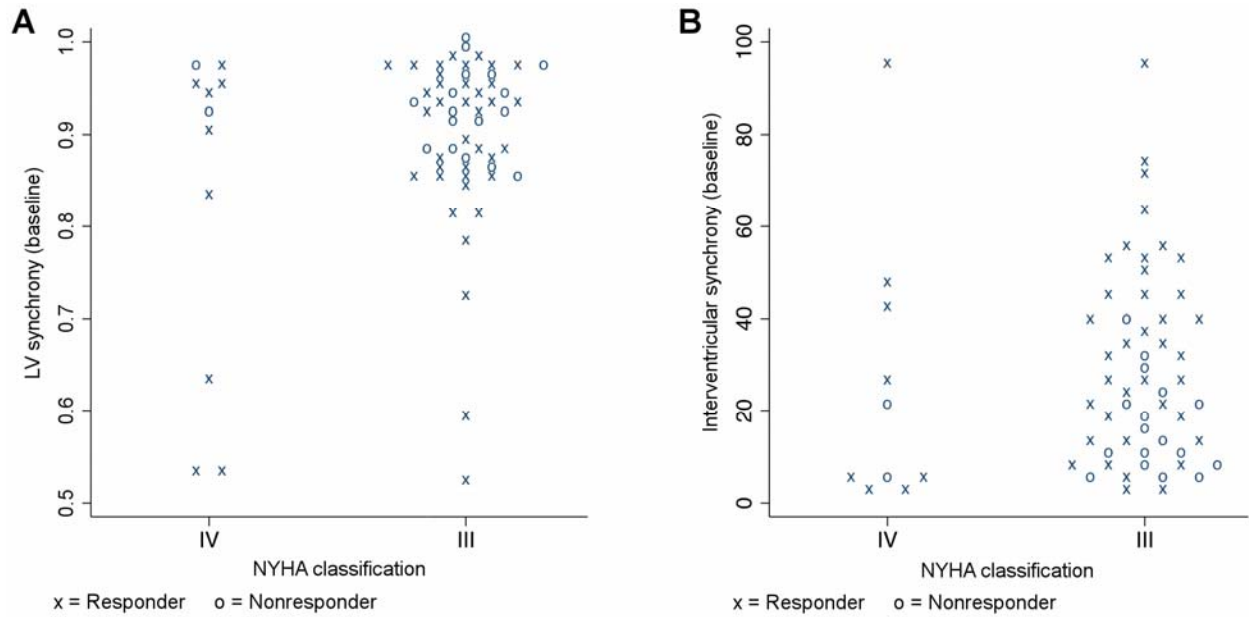 A
LV synchrony (baseline)
1.0
0.9
0.8
0.7
0.6
0.5
IV
III
NYHA classification
x = Responder o = Nonresponder
B
Interventricular synchrony (baseline)
100
80
60
40
20
0
IV
III
NYHA classification
x = Responder o = Nonresponder